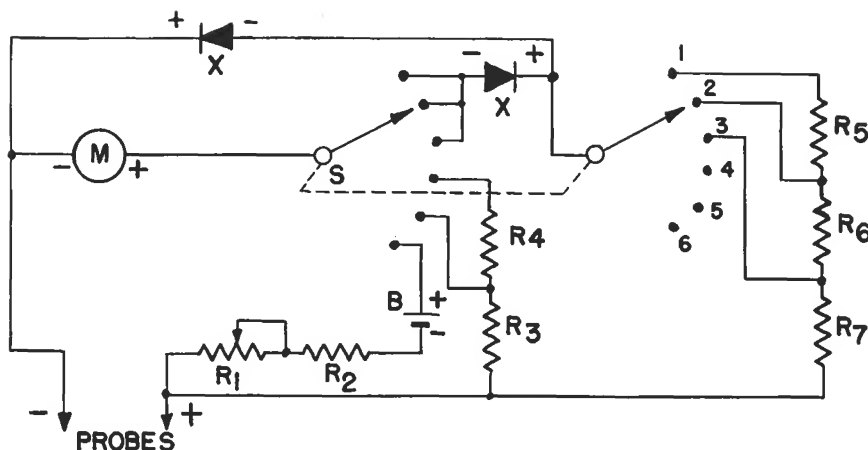 + -
X
1
- +
X
2
3
R5
M
- +
S
4
5
6
R4
R6
B +
-
R3
R7
R1
R2
- +
PROBES